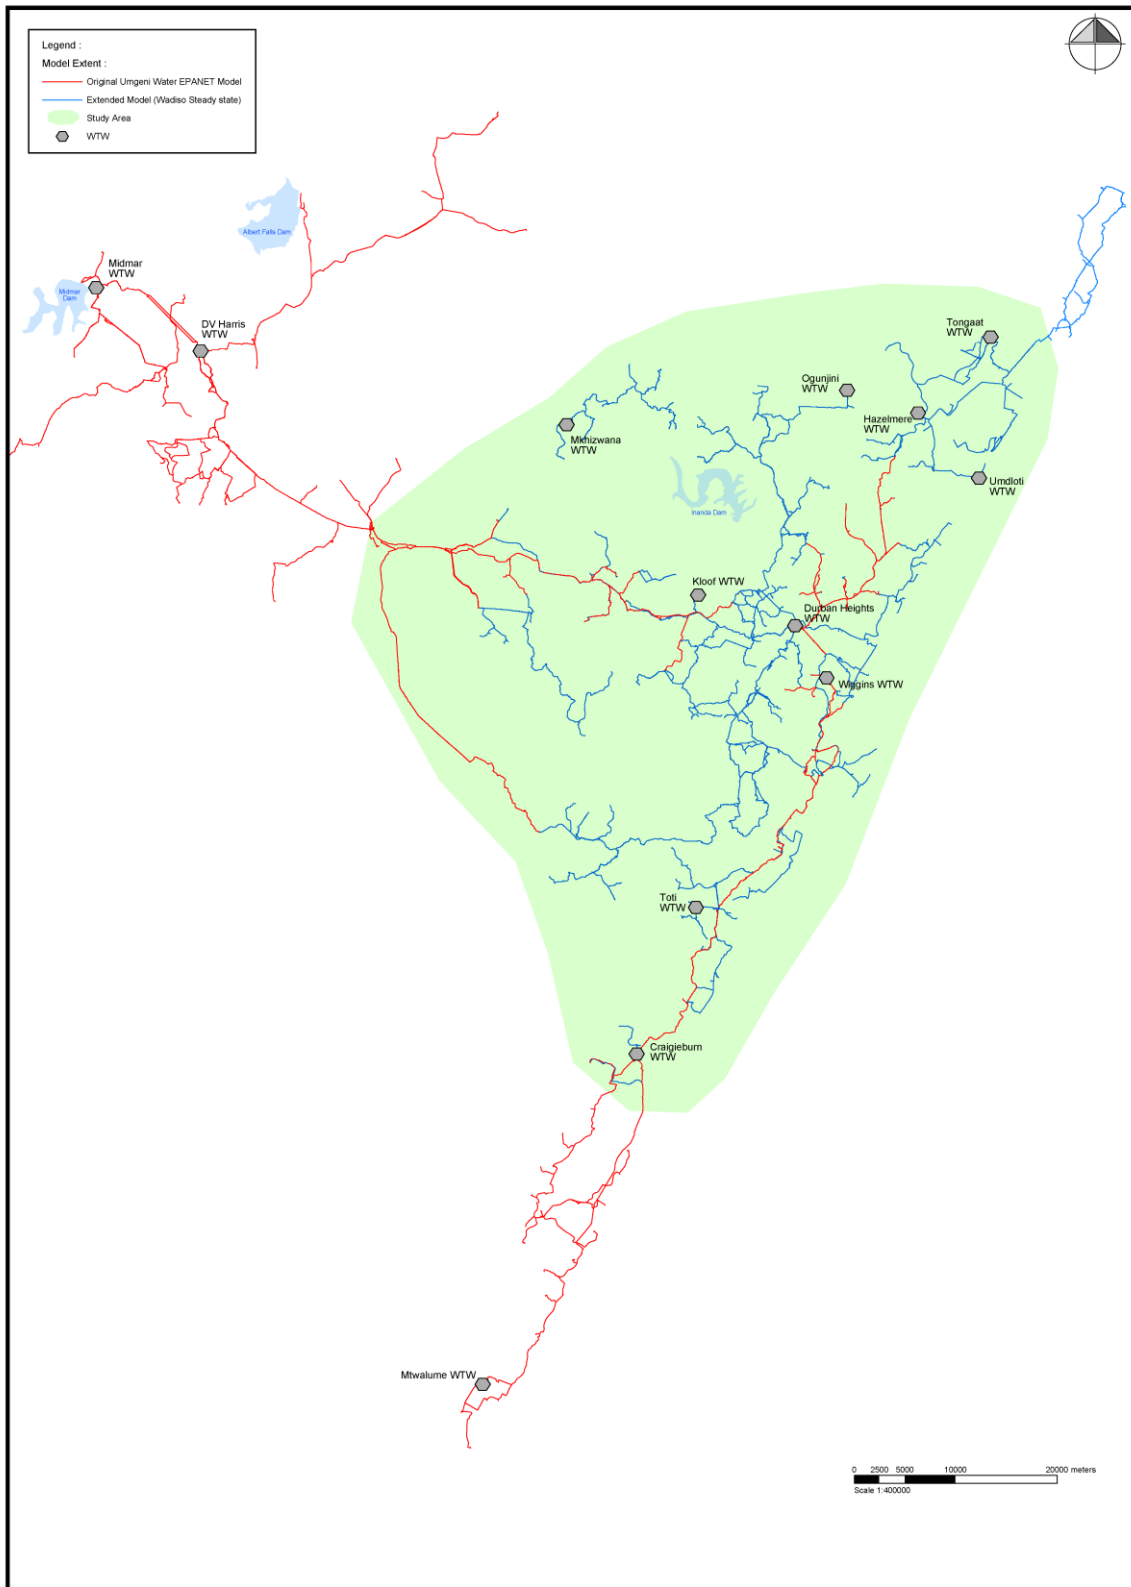 Legend :
Model Extent :
Original Umgeni Water EPANET Model
Extended Model (Wadiso Steady state)
Study Area
WTW
Albert Falls Dam
Midmar
WTW
Midmar
Dam
DV Harris
WTW
Tongaat
WTW
Ogunjini
WTW
Hazelmere
WTW
Mkhizwana
WTW
Umdloti
WTW
Inanda Dam
Kloof WTW
Durban Heights
WTW
Wiggins WTW
Toti
WTW
Craigieburn
WTW
Mtwalume WTW
0 2500 5000 10000 20000 meters
Scale 1:400000